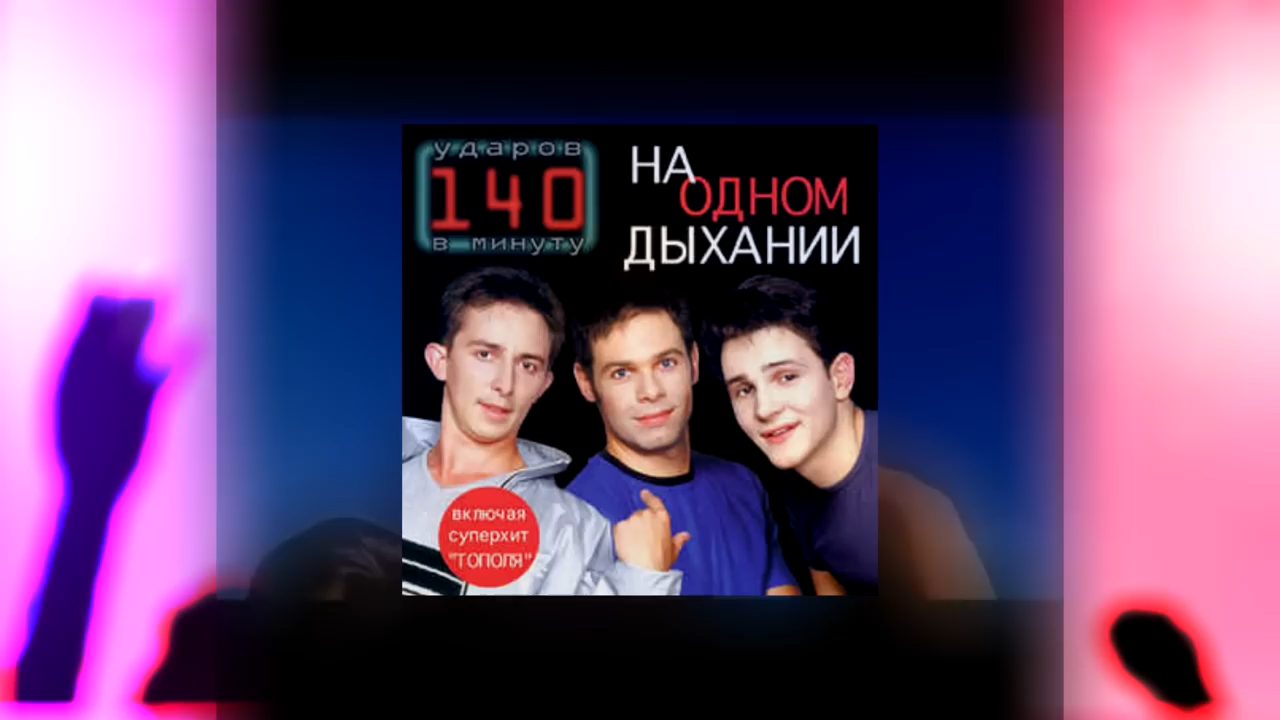 ударов
140
в минуту
НА
ОДНОМ
ДЫХАНИИ
включая
суперхит
"ТОПОЛЯ"